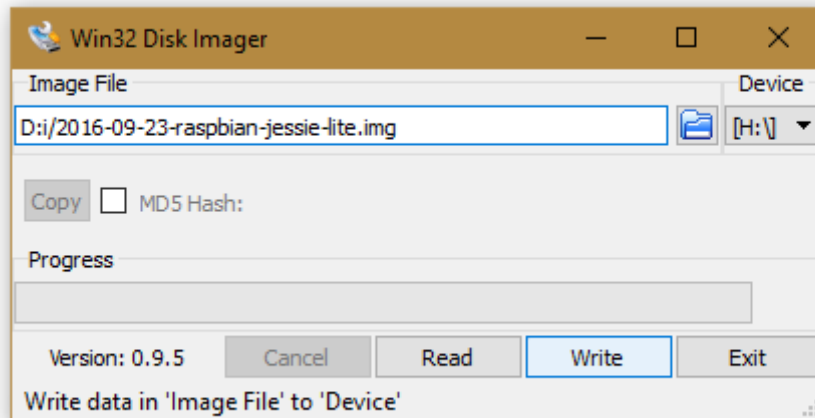 Win32 Disk Imager
Image File Device
D:i/2016-09-23-raspbian-jessie-lite.img [H:\]
Copy MD5 Hash:
Progress
Version: 0.9.5 Cancel Read Write Exit
Write data in 'Image File' to 'Device'